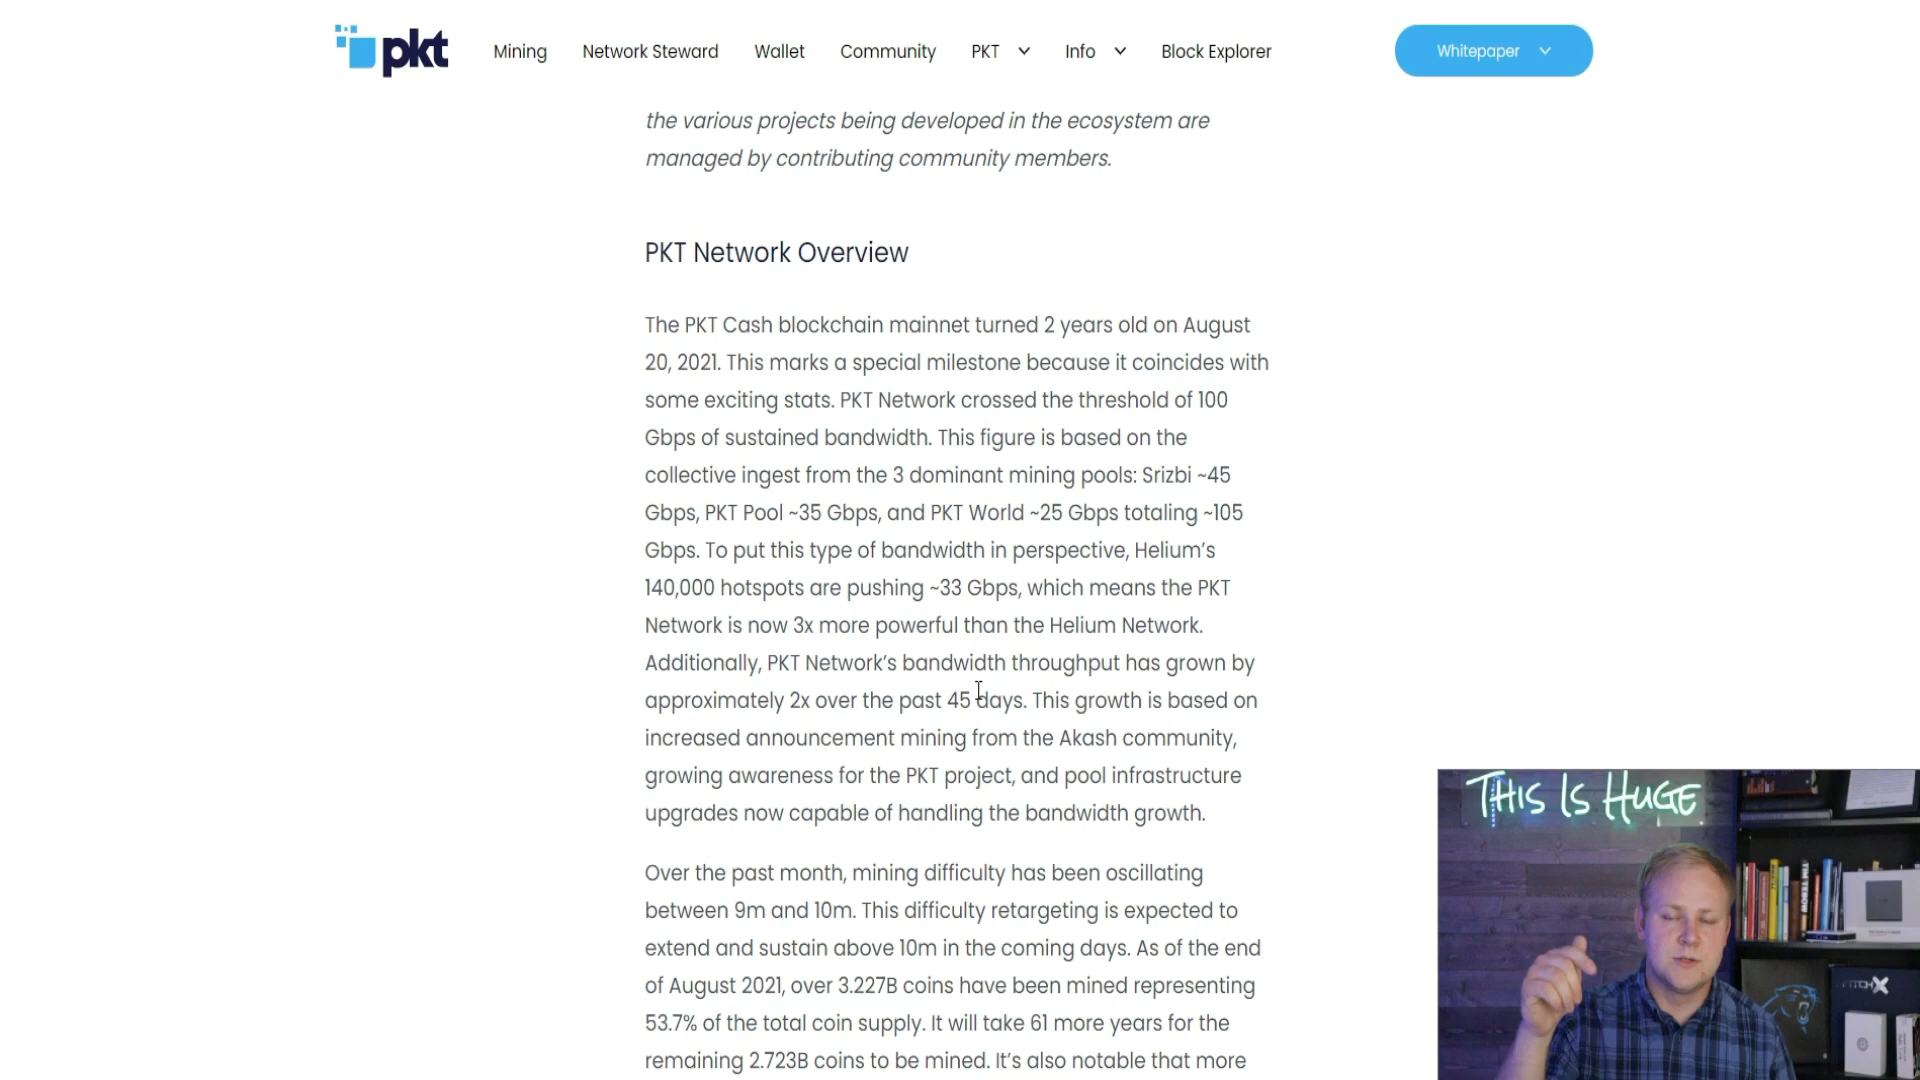 pkt
Mining
Network Steward
Wallet
Community
PKT
Info
Block Explorer
Whitepaper
the various projects being developed in the ecosystem are
managed by contributing community members.
PKT Network Overview
The PKT Cash blockchain mainnet turned 2 years old on August
20, 2021. This marks a special milestone because it coincides with
some exciting stats. PKT Network crossed the threshold of 100
Gbps of sustained bandwidth. This figure is based on the
collective ingest from the 3 dominant mining pools: Srizbi ~45
Gbps, PKT Pool ~35 Gbps, and PKT World ~25 Gbps totaling ~105
Gbps. To put this type of bandwidth in perspective, Helium’s
140,000 hotspots are pushing ~33 Gbps, which means the PKT
Network is now 3x more powerful than the Helium Network.
Additionally, PKT Network’s bandwidth throughput has grown by
approximately 2x over the past 45 days. This growth is based on
increased announcement mining from the Akash community,
growing awareness for the PKT project, and pool infrastructure
upgrades now capable of handling the bandwidth growth.
Over the past month, mining difficulty has been oscillating
between 9m and 10m. This difficulty retargeting is expected to
extend and sustain above 10m in the coming days. As of the end
of August 2021, over 3.227B coins have been mined representing
53.7% of the total coin supply. It will take 61 more years for the
remaining 2.723B coins to be mined. It’s also notable that more
THIS IS HUGE